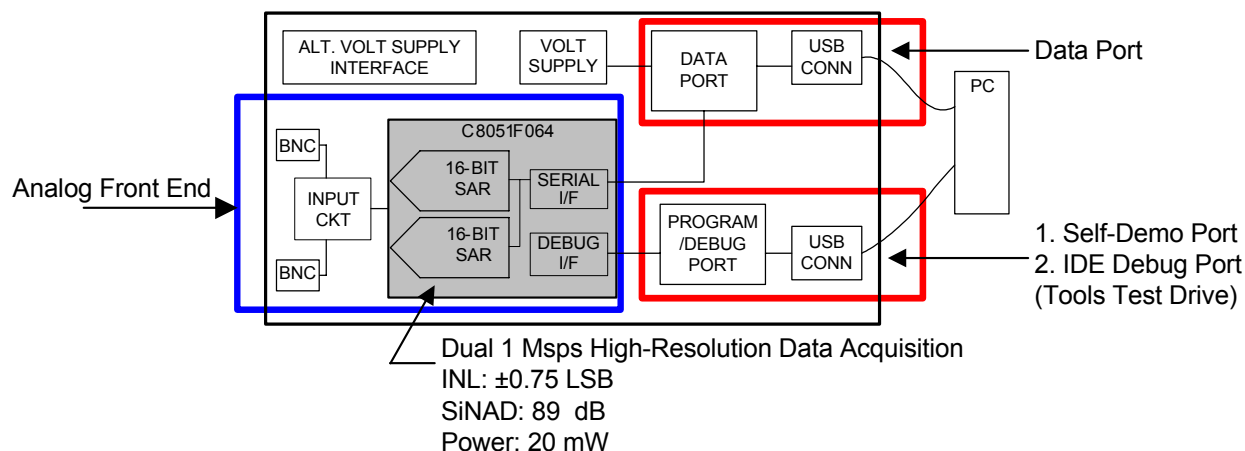 ALT. VOLT SUPPLY
INTERFACE
VOLT
SUPPLY
DATA
PORT
USB
CONN
Data Port
PC
C8051F064
BNC
16-BIT
SAR
SERIAL
I/F
Analog Front End
INPUT
CKT
16-BIT
SAR
DEBUG
I/F
BNC
PROGRAM
/DEBUG
PORT
USB
CONN
1. Self-Demo Port
2. IDE Debug Port
(Tools Test Drive)
Dual 1 Msps High-Resolution Data Acquisition
INL: ±0.75 LSB
SiNAD: 89 dB
Power: 20 mW